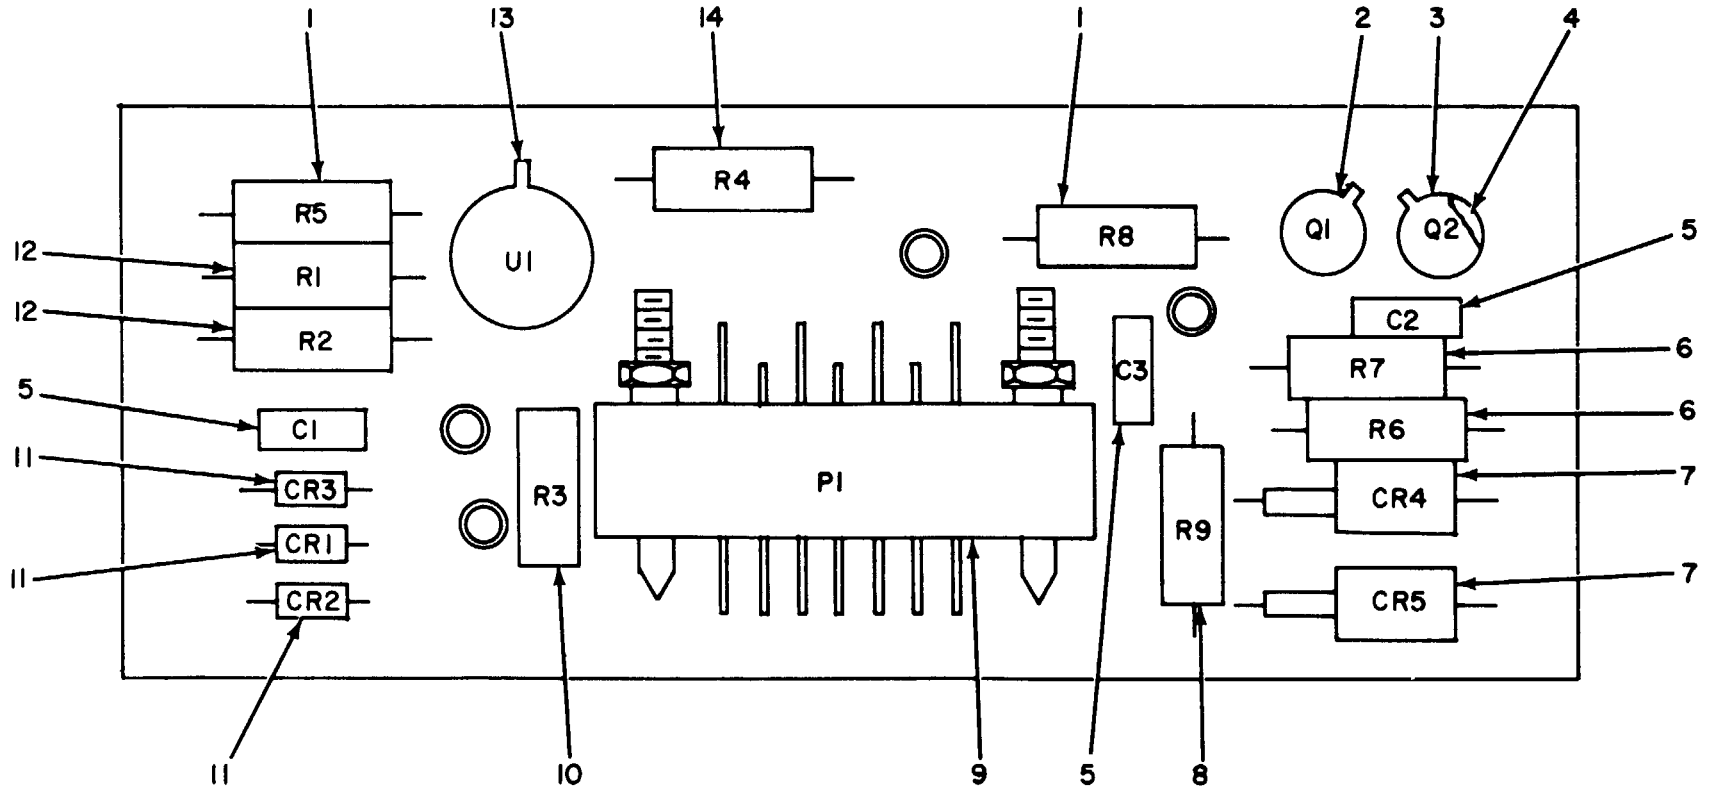 1 13 14 1 2 3 4
R4
R5 R8 Q1 Q2 5
12 R1 U1
12 R2 C2
6
C3 R7
5 C1 R6 6
11 CR3 R3 P1 CR4 7
CR1 R9
11 CR2 CR5 7
11 10 9 5 8